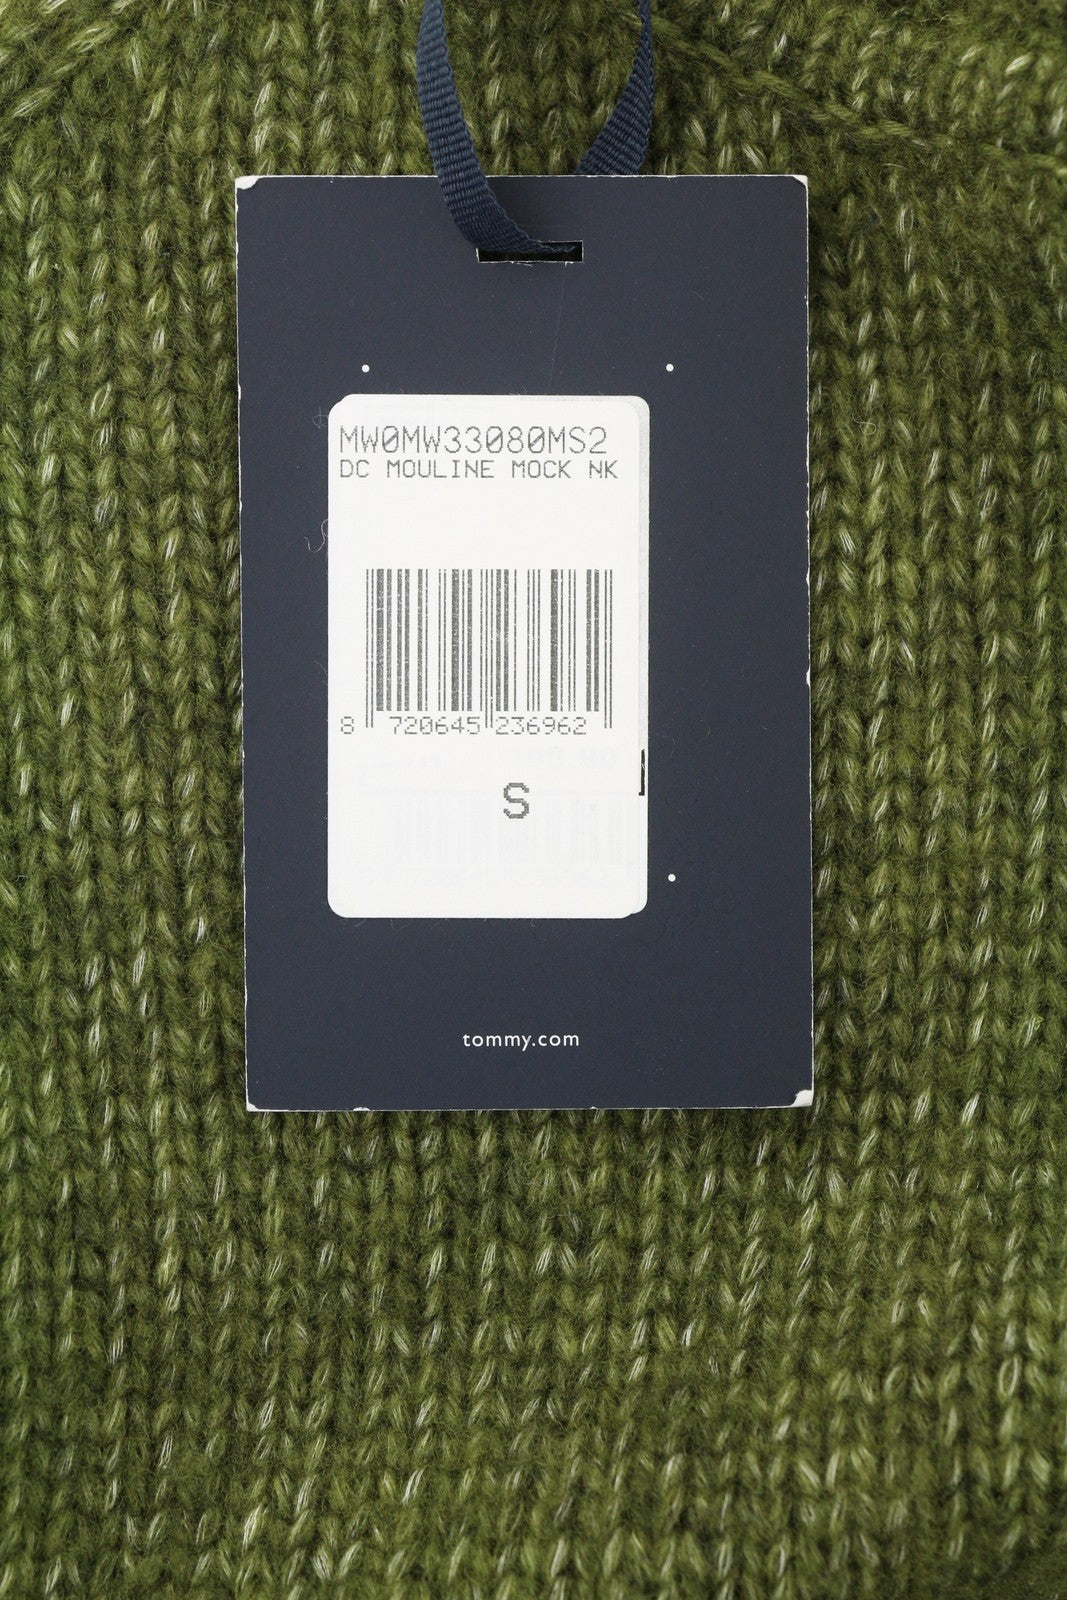 MW0MW33080MS2
DC MOULINE MOCK NK
8 720645 236962
S
tommy.com